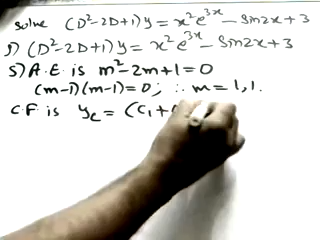 Solve (D²-2D+1)y = x²e³ˣ - Sin2x+3
S) (D²-2D+1)y = x²e³ˣ - Sin2x+3
S) A.E. is m²-2m+1=0
(m-1)(m-1)=0; ∴ m=1,1.
C.F. is y_c = (C₁+